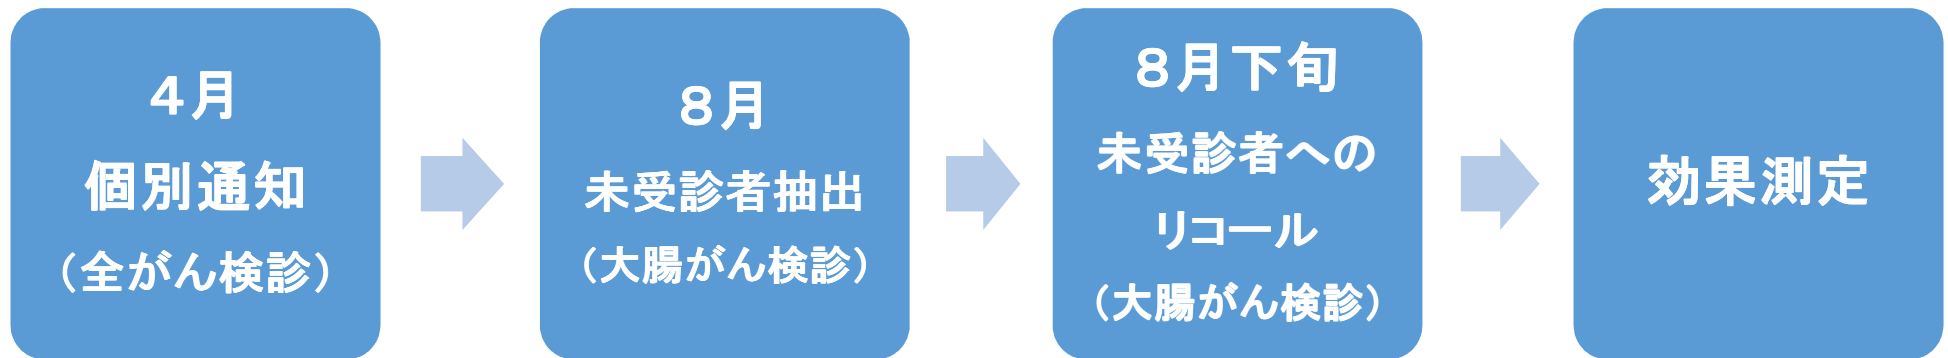 ４月
個別通知
（全がん検診）
８月
未受診者抽出
（大腸がん検診）
８月下旬
未受診者への
リコール
（大腸がん検診）
効果測定